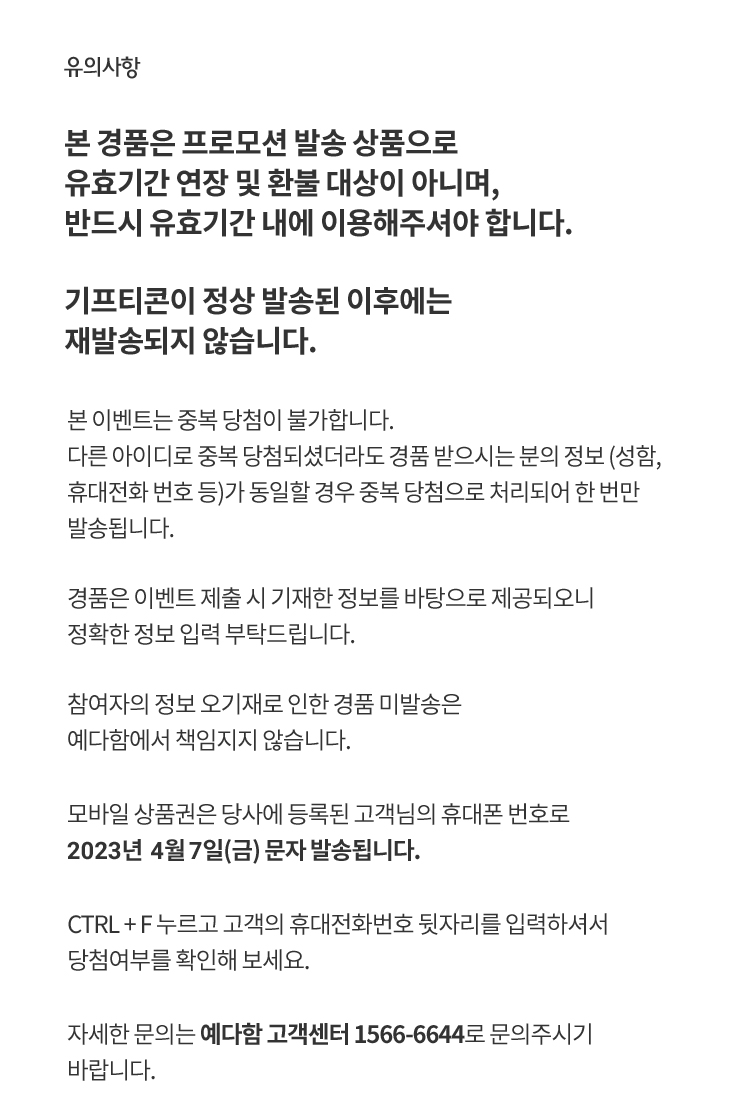 유의사항
본 경품은 프로모션 발송 상품으로
유효기간 연장 및 환불 대상이 아니며,
반드시 유효기간 내에 이용해주셔야 합니다.
기프티콘이 정상 발송된 이후에는
재발송되지 않습니다.
본 이벤트는 중복 당첨이 불가합니다.
다른 아이디로 중복 당첨되셨더라도 경품 받으시는 분의 정보 (성함,
휴대전화 번호 등)가 동일할 경우 중복 당첨으로 처리되어 한 번만
발송됩니다.
경품은 이벤트 제출 시 기재한 정보를 바탕으로 제공되오니
정확한 정보 입력 부탁드립니다.
참여자의 정보 오기재로 인한 경품 미발송은
예다함에서 책임지지 않습니다.
모바일 상품권은 당사에 등록된 고객님의 휴대폰 번호로
2023년 4월 7일(금) 문자 발송됩니다.
CTRL + F 누르고 고객의 휴대전화번호 뒷자리를 입력하셔서
당첨여부를 확인해 보세요.
자세한 문의는 예다함 고객센터 1566-6644로 문의주시기
바랍니다.